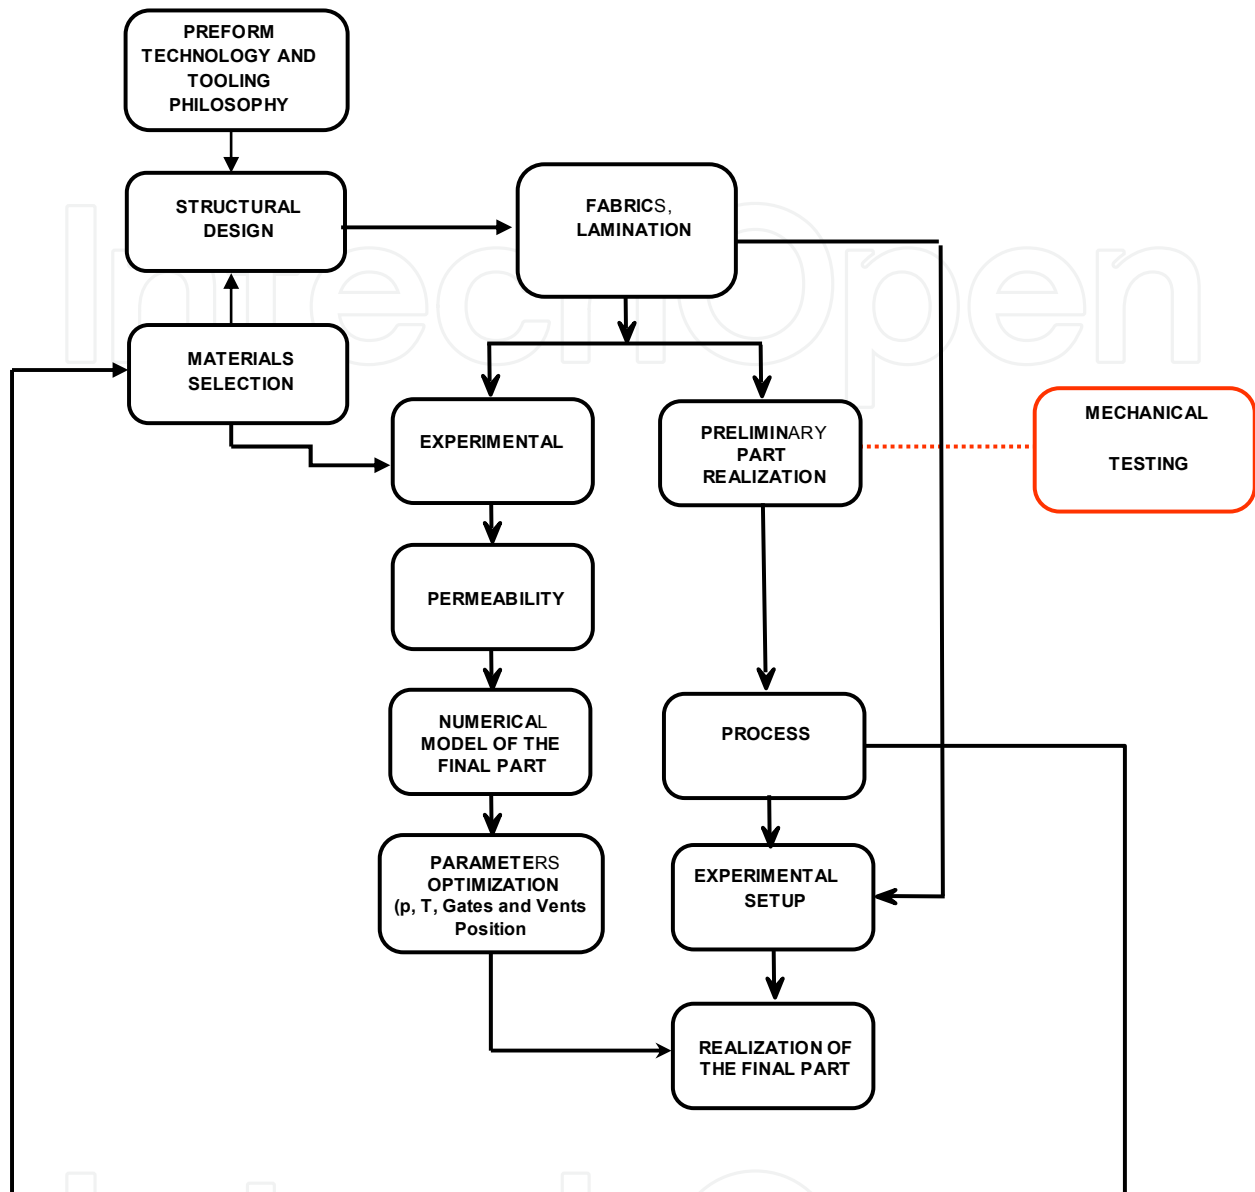 PREFORM
TECHNOLOGY AND
TOOLING
PHILOSOPHY
STRUCTURAL
DESIGN
FABRICS,
LAMINATION
MATERIALS
SELECTION
EXPERIMENTAL
PRELIMINARY
PART
REALIZATION
MECHANICAL
TESTING
PERMEABILITY
NUMERICAL
MODEL OF THE
FINAL PART
PROCESS
PARAMETERS
OPTIMIZATION
(p, T, Gates and Vents
Position
EXPERIMENTAL
SETUP
REALIZATION OF
THE FINAL PART
IntechOpen